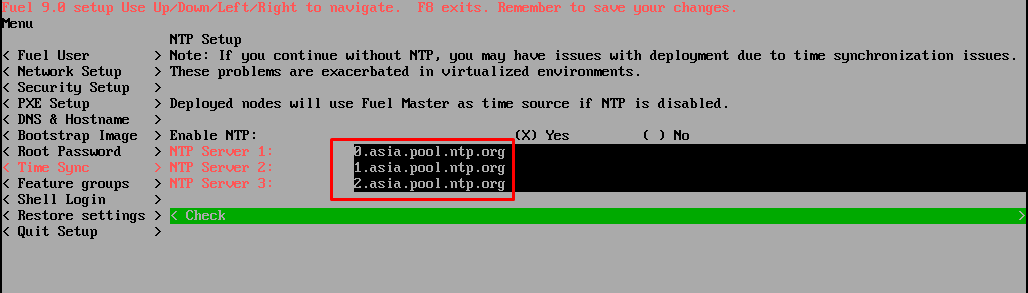 Fuel 9.0 setup Use Up/Down/Left/Right to navigate.  F8 exits. Remember to save your changes.
Menu
NTP Setup
< Fuel User       > Note: If you continue without NTP, you may have issues with deployment due to time synchronization issues.
< Network Setup   > These problems are exacerbated in virtualized environments.
< Security Setup  >
< PXE Setup       > Deployed nodes will use Fuel Master as time source if NTP is disabled.
< DNS & Hostname  >
< Bootstrap Image > Enable NTP: (X) Yes ( ) No
< Root Password   > NTP Server 1: 0.asia.pool.ntp.org
< Time Sync       > NTP Server 2: 1.asia.pool.ntp.org
< Feature groups  > NTP Server 3: 2.asia.pool.ntp.org
< Shell Login     >
< Restore settings > < Check >
< Quit Setup      >